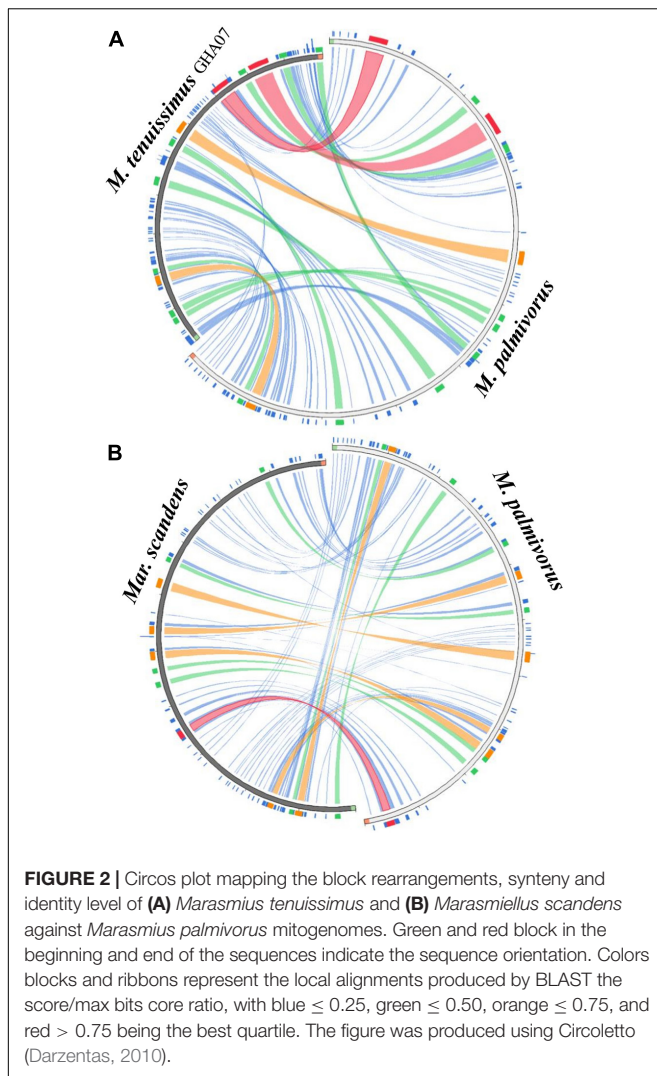 A
M. tenuissimus GHA07
M. palmivorus
B
Mar. scandens
M. palmivorus
FIGURE 2 | Circos plot mapping the block rearrangements, synteny and
identity level of (A) Marasmius tenuissimus and (B) Marasmiellus scandens
against Marasmius palmivorus mitogenomes. Green and red block in the
beginning and end of the sequences indicate the sequence orientation. Colors
blocks and ribbons represent the local alignments produced by BLAST the
score/max bits core ratio, with blue ≤ 0.25, green ≤ 0.50, orange ≤ 0.75, and
red > 0.75 being the best quartile. The figure was produced using Circoletto
(Darzentas, 2010).